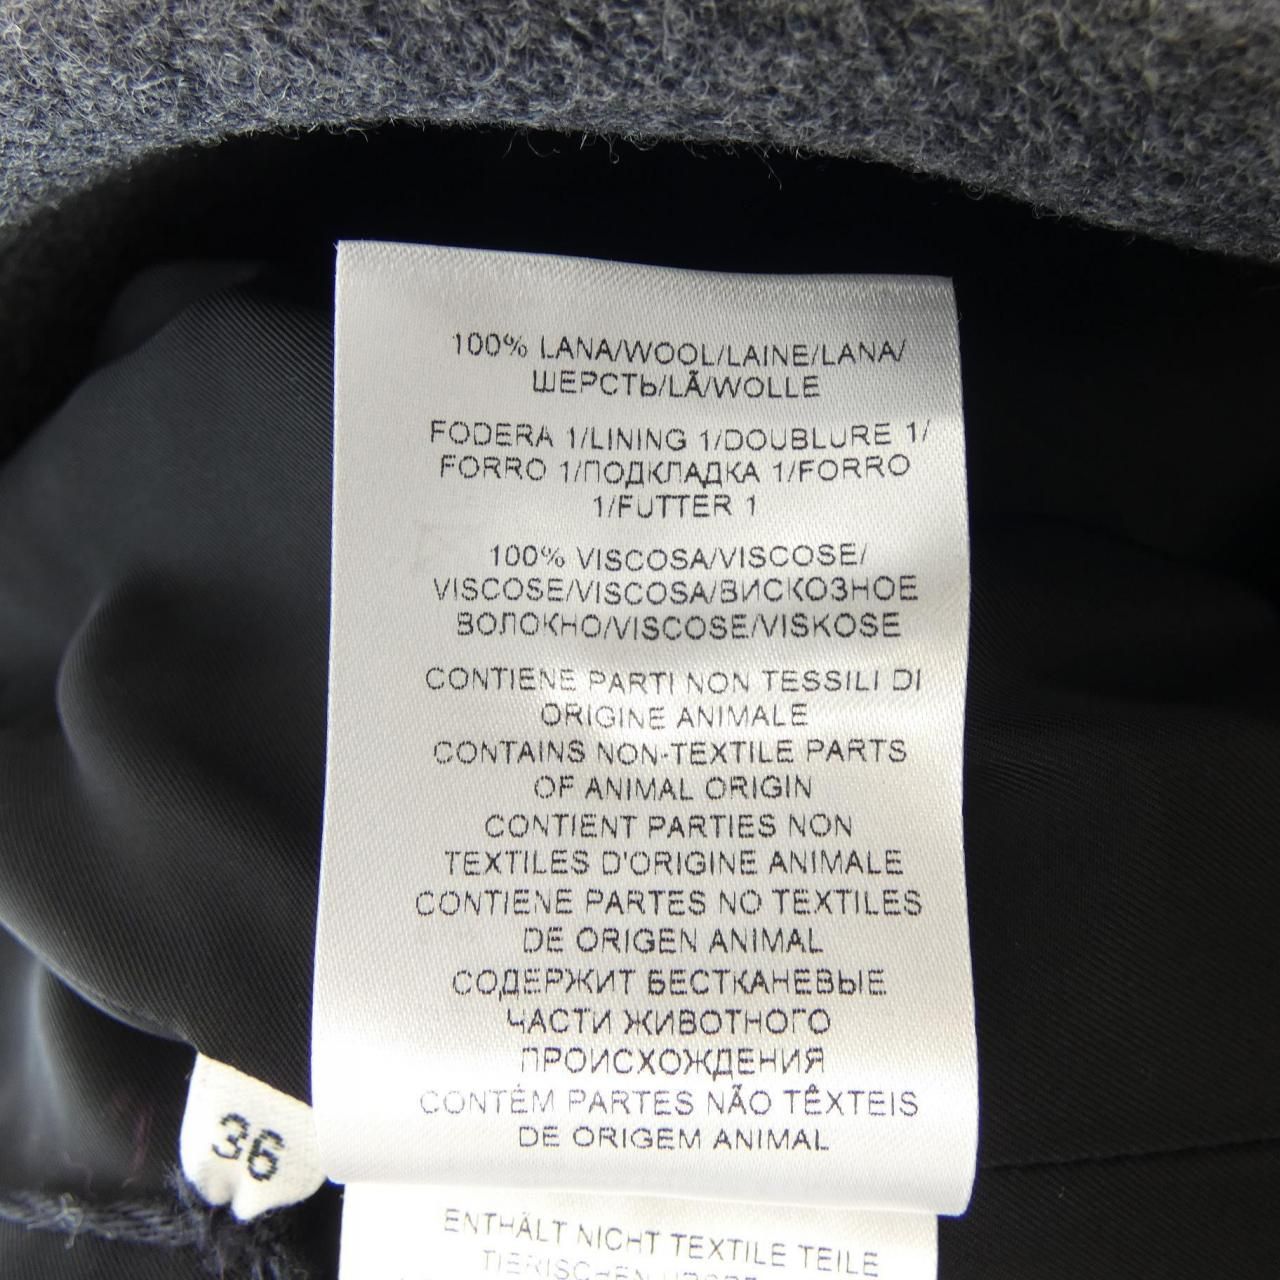 100% LANA/WOOL/LAINE/LANA/
ШЕРСТЬ/LÃ/WOLLE
FODERA 1/LINING 1/DOUBLURE 1/
FORRO 1/ПОДКЛАДКА 1/FORRO
1/FUTTER 1
100% VISCOSA/VISCOSE/
VISCOSE/VISCOSA/ВИСКОЗНОЕ
ВОЛОКНО/VISCOSE/VISKOSE
CONTIENE PARTI NON TESSILI DI
ORIGINE ANIMALE
CONTAINS NON-TEXTILE PARTS
OF ANIMAL ORIGIN
CONTIENT PARTIES NON
TEXTILES D'ORIGINE ANIMALE
CONTIENE PARTES NO TEXTILES
DE ORIGEN ANIMAL
СОДЕРЖИТ БЕСТКАНЕВЫЕ
ЧАСТИ ЖИВОТНОГО
ПРОИСХОЖДЕНИЯ
CONTÉM PARTES NÃO TÊXTEIS
DE ORIGEM ANIMAL
36
ENTHÄLT NICHT TEXTILE TEILE
TIERISCHEN